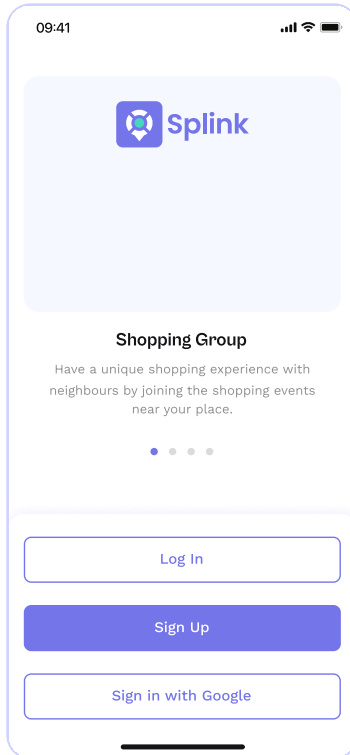 09:41
Splink
Shopping Group
Have a unique shopping experience with
neighbours by joining the shopping events
near your place.
Log In
Sign Up
Sign in with Google